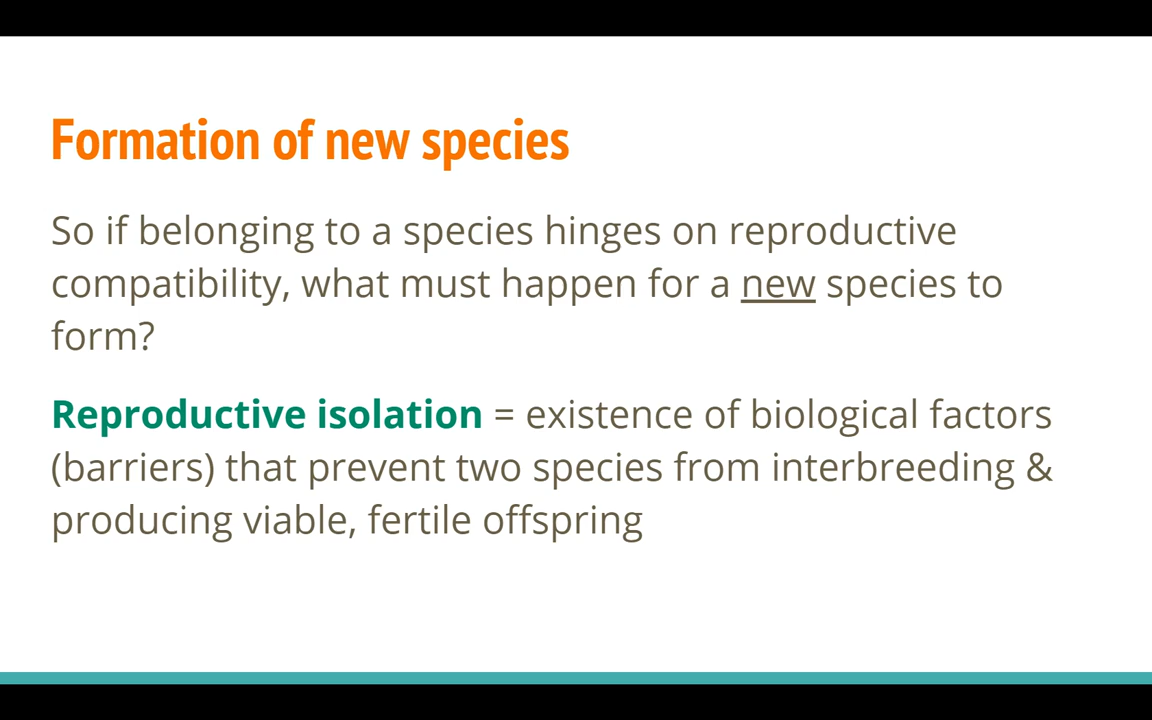 Formation of new species
So if belonging to a species hinges on reproductive
compatibility, what must happen for a new species to
form?
Reproductive isolation = existence of biological factors
(barriers) that prevent two species from interbreeding &
producing viable, fertile offspring